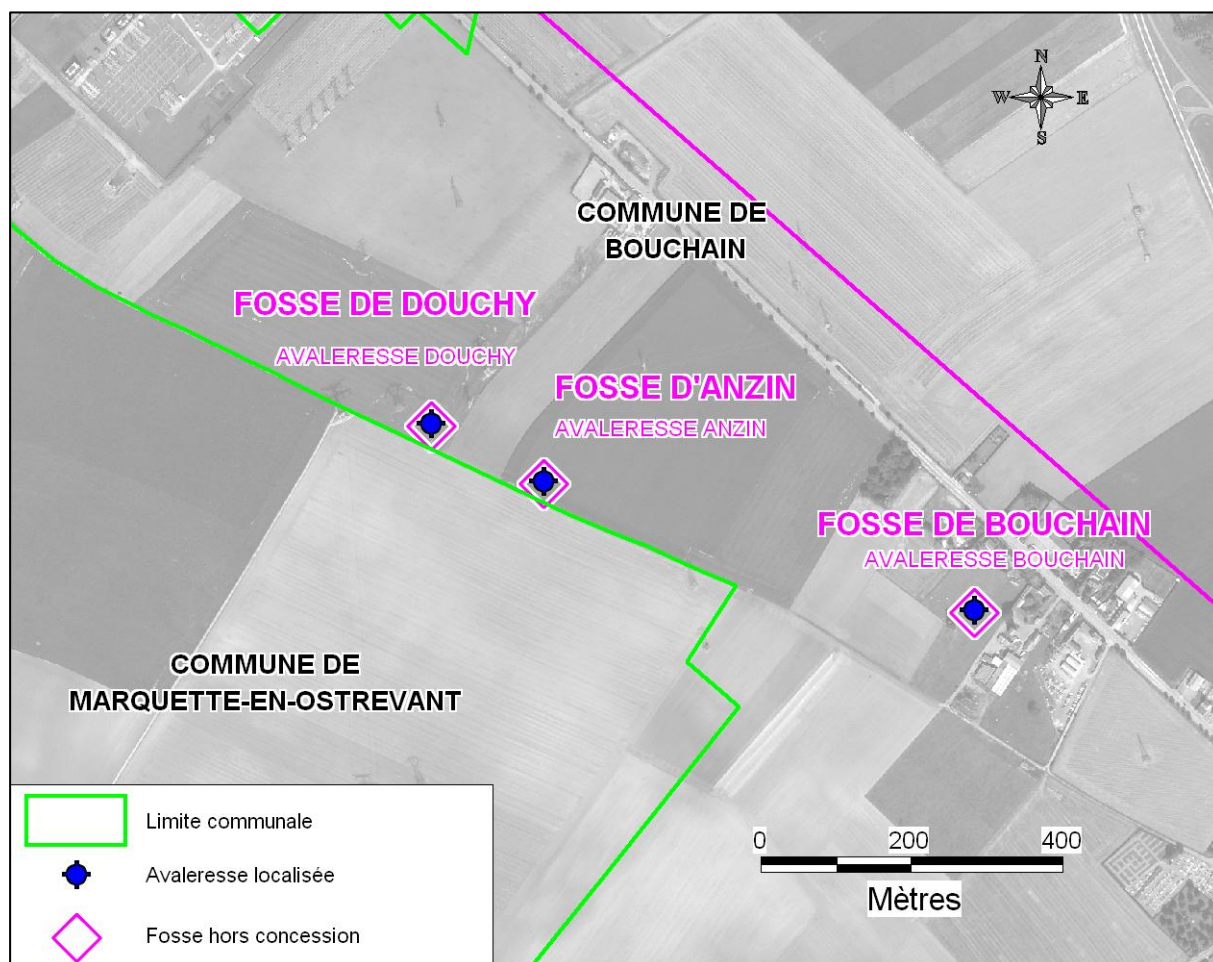 N
W E
S
COMMUNE DE
BOUCHAIN
FOSSE DE DOUCHY
AVALERESSE DOUCHY
FOSSE D'ANZIN
AVALERESSE ANZIN
FOSSE DE BOUCHAIN
AVALERESSE BOUCHAIN
COMMUNE DE
MARQUETTE-EN-OSTREVANT
Limite communale
Avaleresse localisée
Fosse hors concession
0 200 400
Mètres